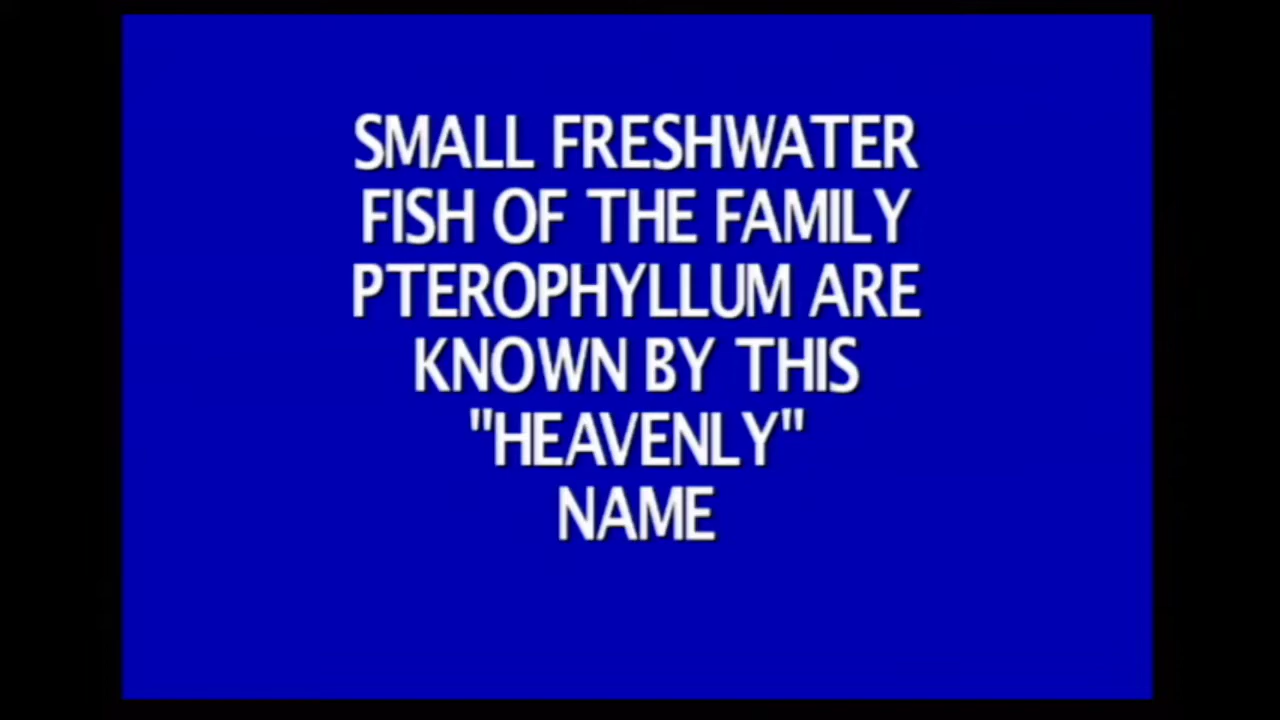 SMALL FRESHWATER
FISH OF THE FAMILY
PTEROPHYLLUM ARE
KNOWN BY THIS
"HEAVENLY"
NAME